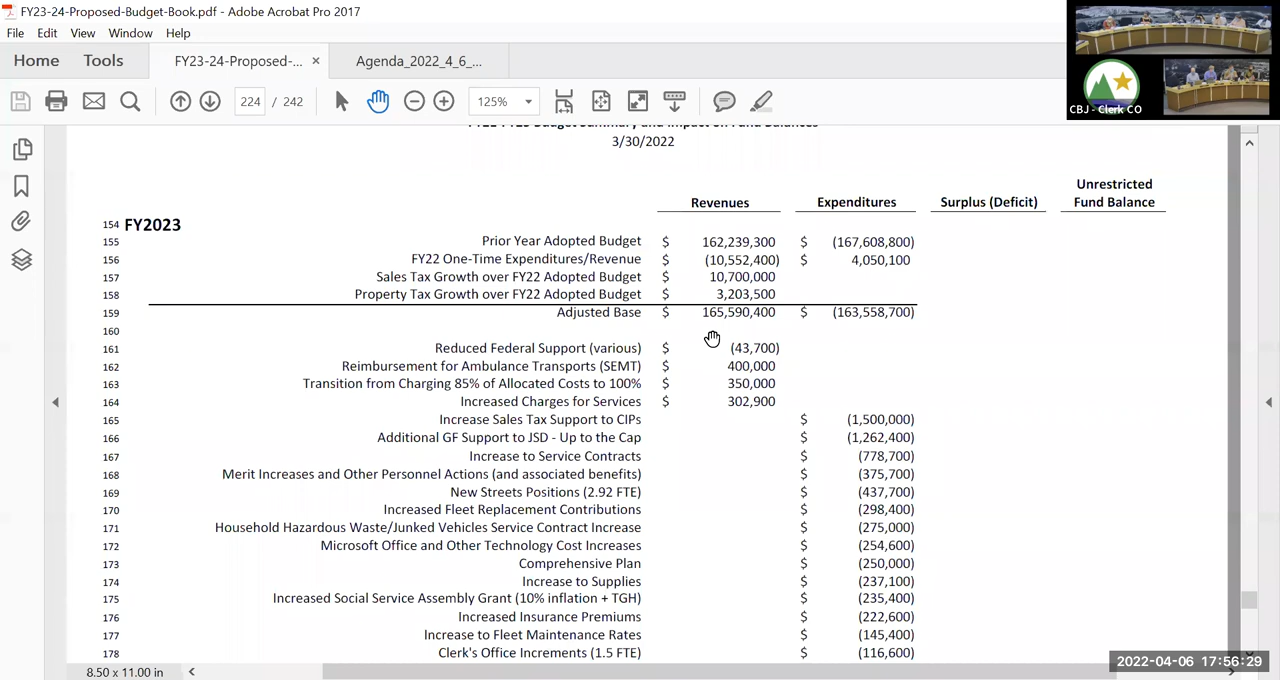 FY23-24-Proposed-Budget-Book.pdf - Adobe Acrobat Pro 2017
File Edit View Window Help
Home Tools FY23-24-Proposed-... × Agenda_2022_4_6_...
224 / 242 125%
CBJ - Clerk CO
FY22-FY23 Budget Summary and Impact on Fund Balances
3/30/2022
Revenues Expenditures Surplus (Deficit) Unrestricted Fund Balance
154 FY2023
155 Prior Year Adopted Budget $ 162,239,300 $ (167,608,800)
156 FY22 One-Time Expenditures/Revenue $ (10,552,400) $ 4,050,100
157 Sales Tax Growth over FY22 Adopted Budget $ 10,700,000
158 Property Tax Growth over FY22 Adopted Budget $ 3,203,500
159 Adjusted Base $ 165,590,400 $ (163,558,700)
160
161 Reduced Federal Support (various) $ (43,700)
162 Reimbursement for Ambulance Transports (SEMT) $ 400,000
163 Transition from Charging 85% of Allocated Costs to 100% $ 350,000
164 Increased Charges for Services $ 302,900
165 Increase Sales Tax Support to CIPs $ (1,500,000)
166 Additional GF Support to JSD - Up to the Cap $ (1,262,400)
167 Increase to Service Contracts $ (778,700)
168 Merit Increases and Other Personnel Actions (and associated benefits) $ (375,700)
169 New Streets Positions (2.92 FTE) $ (437,700)
170 Increased Fleet Replacement Contributions $ (298,400)
171 Household Hazardous Waste/Junked Vehicles Service Contract Increase $ (275,000)
172 Microsoft Office and Other Technology Cost Increases $ (254,600)
173 Comprehensive Plan $ (250,000)
174 Increase to Supplies $ (237,100)
175 Increased Social Service Assembly Grant (10% inflation + TGH) $ (235,400)
176 Increased Insurance Premiums $ (222,600)
177 Increase to Fleet Maintenance Rates $ (145,400)
178 Clerk's Office Increments (1.5 FTE) $ (116,600)
8.50 x 11.00 in
2022-04-06 17:56:29